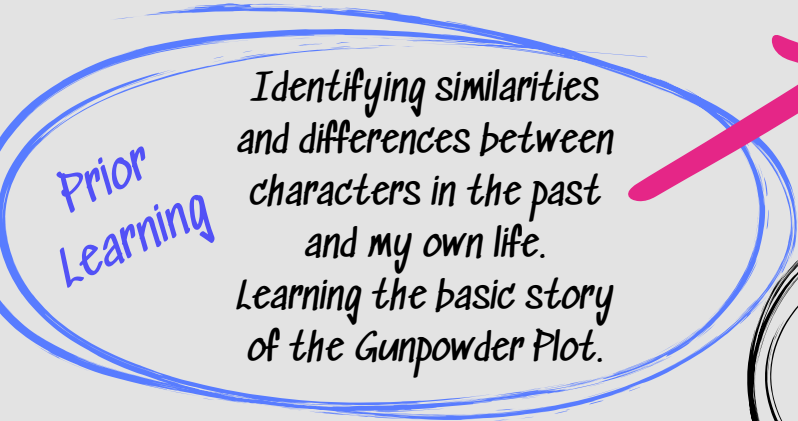 Prior
Learning
Identifying similarities
and differences between
characters in the past
and my own life.
Learning the basic story
of the Gunpowder Plot.